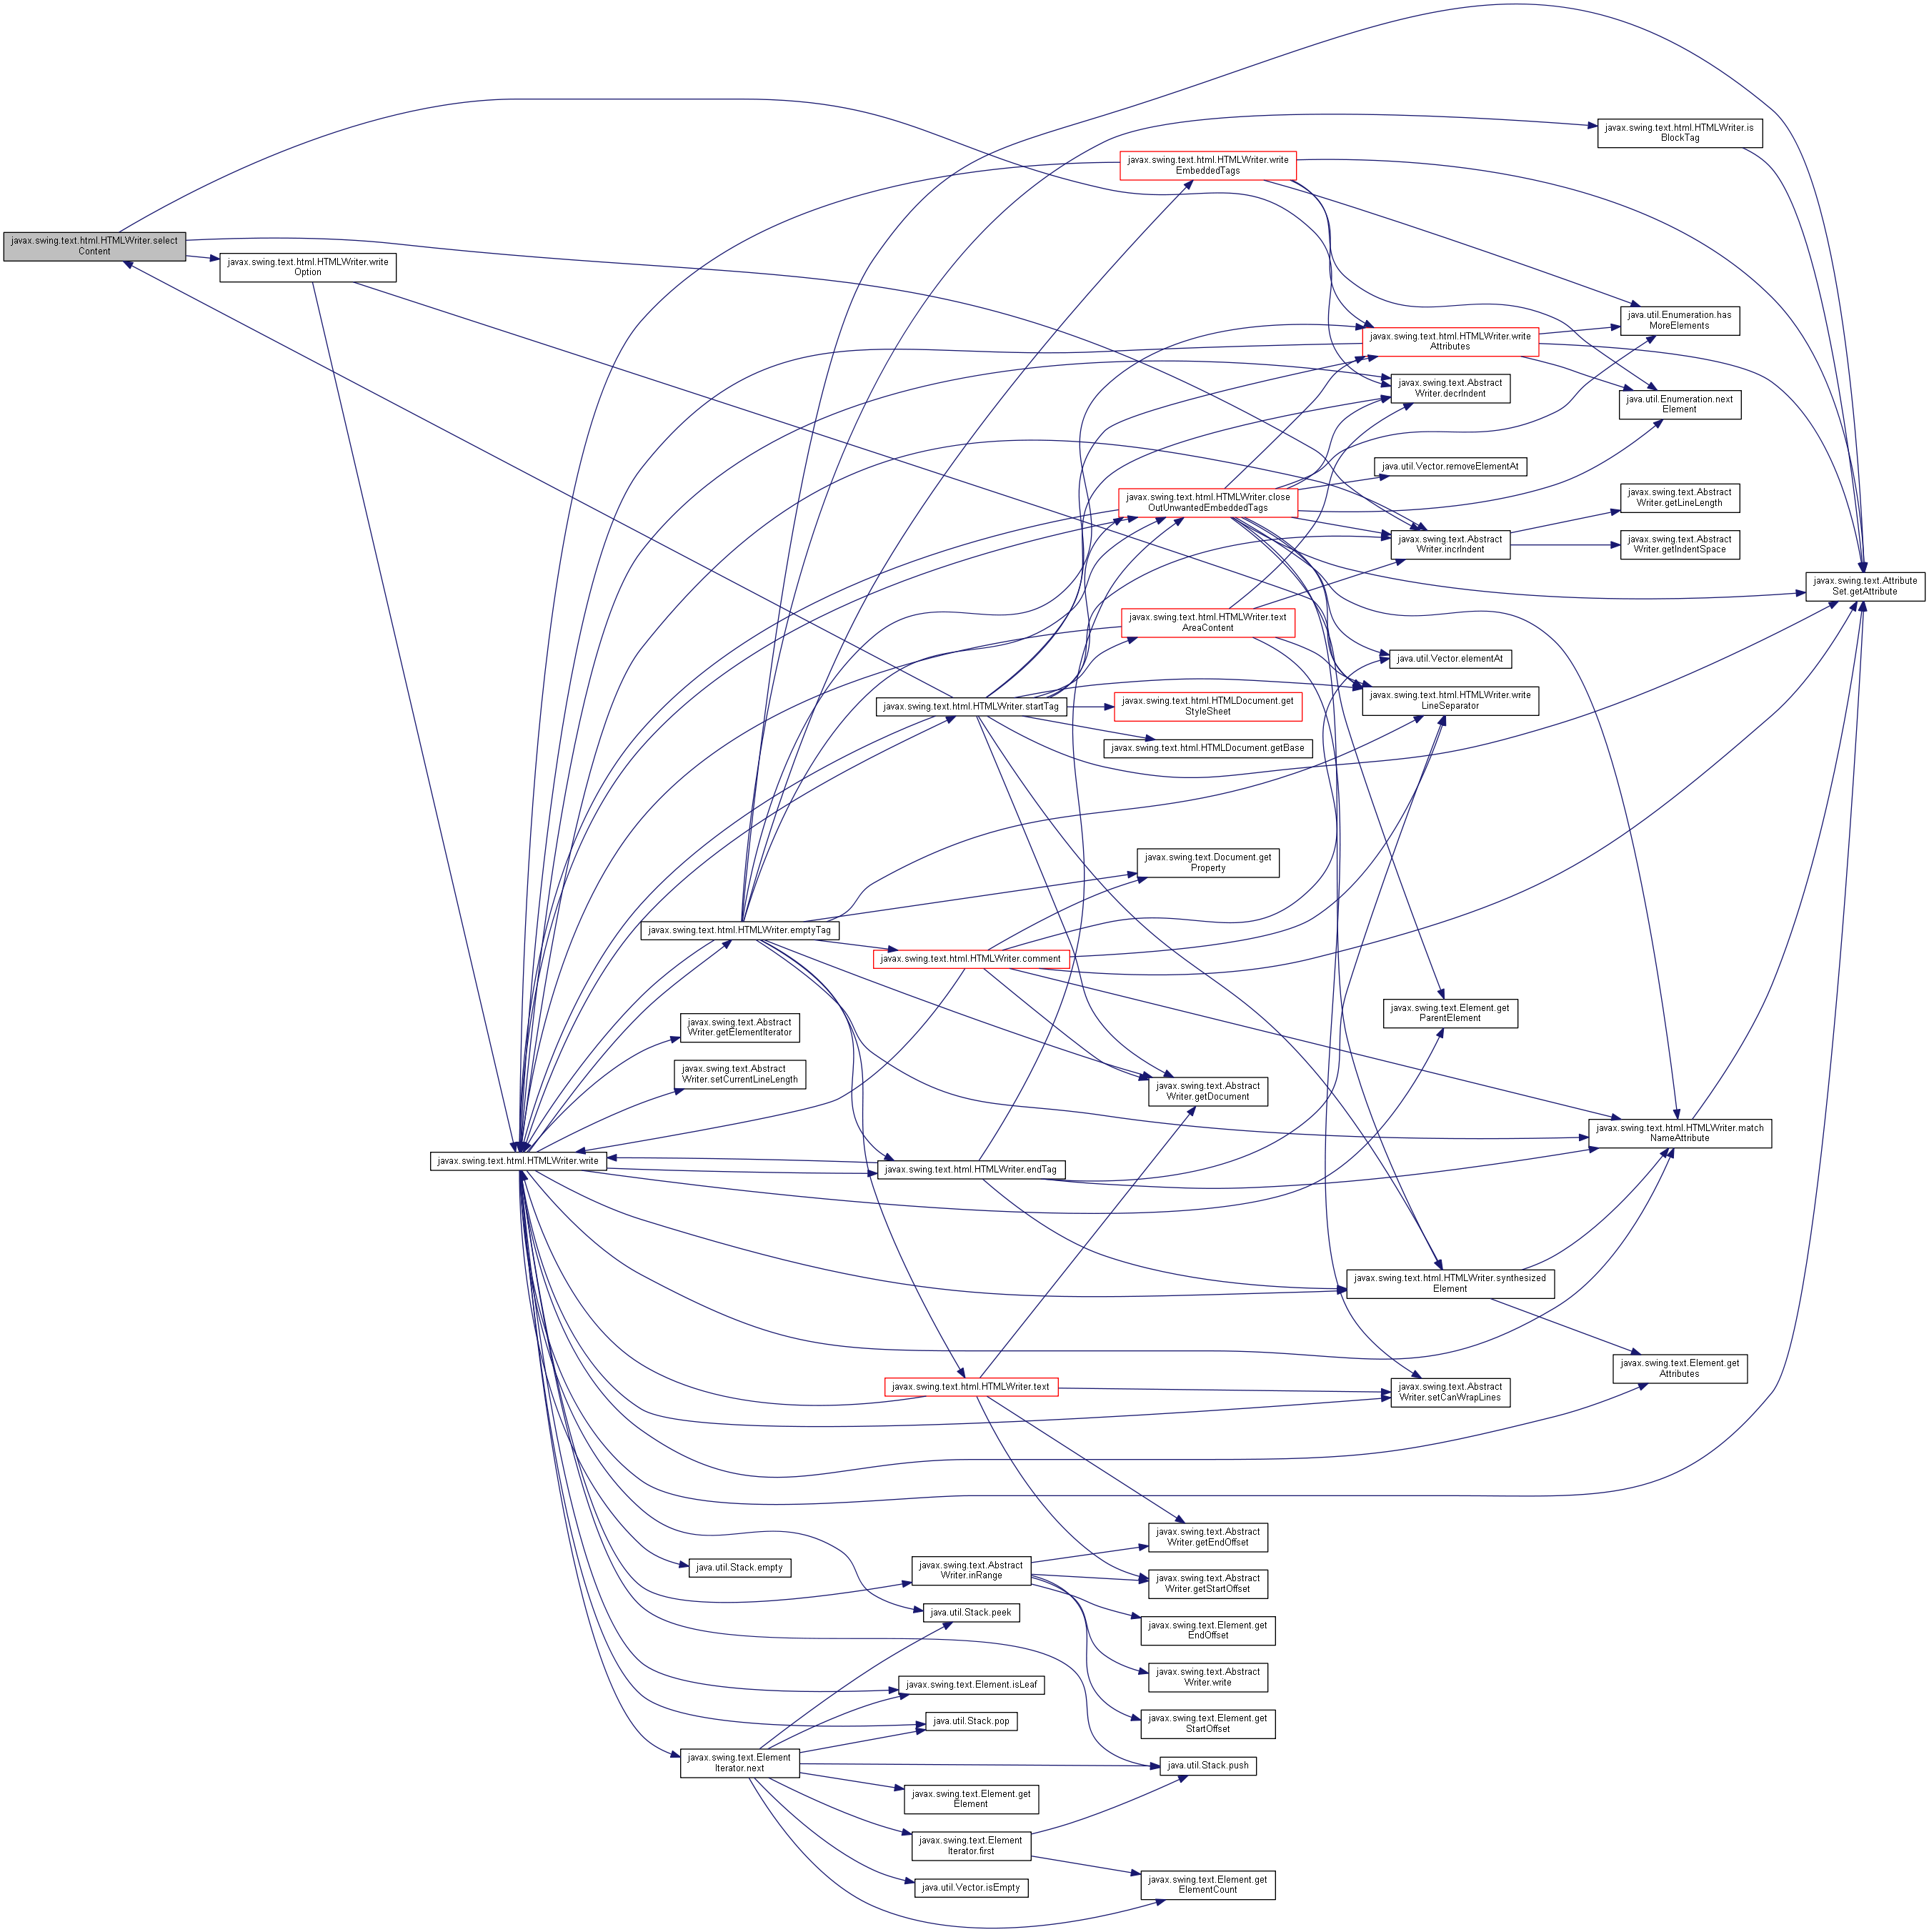 javax.swing.text.html.HTMLWriter.select
Content
javax.swing.text.html.HTMLWriter.write
Option
javax.swing.text.html.HTMLWriter.write
javax.swing.text.html.HTMLWriter.emptyTag
javax.swing.text.Abstract
Writer.getElementIterator
javax.swing.text.Abstract
Writer.setCurrentLineLength
java.util.Stack.empty
javax.swing.text.Element
Iterator.next
javax.swing.text.html.HTMLWriter.startTag
javax.swing.text.html.HTMLWriter.comment
javax.swing.text.html.HTMLWriter.endTag
javax.swing.text.html.HTMLWriter.text
javax.swing.text.Abstract
Writer.inRange
java.util.Stack.peek
javax.swing.text.Element.isLeaf
java.util.Stack.pop
javax.swing.text.Element.get
Element
javax.swing.text.Element
Iterator.first
java.util.Vector.isEmpty
javax.swing.text.html.HTMLWriter.write
EmbeddedTags
javax.swing.text.html.HTMLWriter.close
OutUnwantedEmbeddedTags
javax.swing.text.html.HTMLWriter.text
AreaContent
javax.swing.text.html.HTMLDocument.get
StyleSheet
javax.swing.text.html.HTMLDocument.getBase
javax.swing.text.Document.get
Property
javax.swing.text.Abstract
Writer.getDocument
javax.swing.text.Abstract
Writer.getEndOffset
javax.swing.text.Abstract
Writer.getStartOffset
javax.swing.text.Element.get
EndOffset
javax.swing.text.Abstract
Writer.write
javax.swing.text.Element.get
StartOffset
java.util.Stack.push
javax.swing.text.Element.get
ElementCount
javax.swing.text.html.HTMLWriter.write
Attributes
javax.swing.text.Abstract
Writer.decrIndent
java.util.Vector.removeElementAt
javax.swing.text.Abstract
Writer.incrIndent
java.util.Vector.elementAt
javax.swing.text.html.HTMLWriter.write
LineSeparator
javax.swing.text.Element.get
ParentElement
javax.swing.text.html.HTMLWriter.synthesized
Element
javax.swing.text.Abstract
Writer.setCanWrapLines
javax.swing.text.html.HTMLWriter.is
BlockTag
java.util.Enumeration.has
MoreElements
java.util.Enumeration.next
Element
javax.swing.text.Abstract
Writer.getLineLength
javax.swing.text.Abstract
Writer.getIndentSpace
javax.swing.text.html.HTMLWriter.match
NameAttribute
javax.swing.text.Element.get
Attributes
javax.swing.text.Attribute
Set.getAttribute